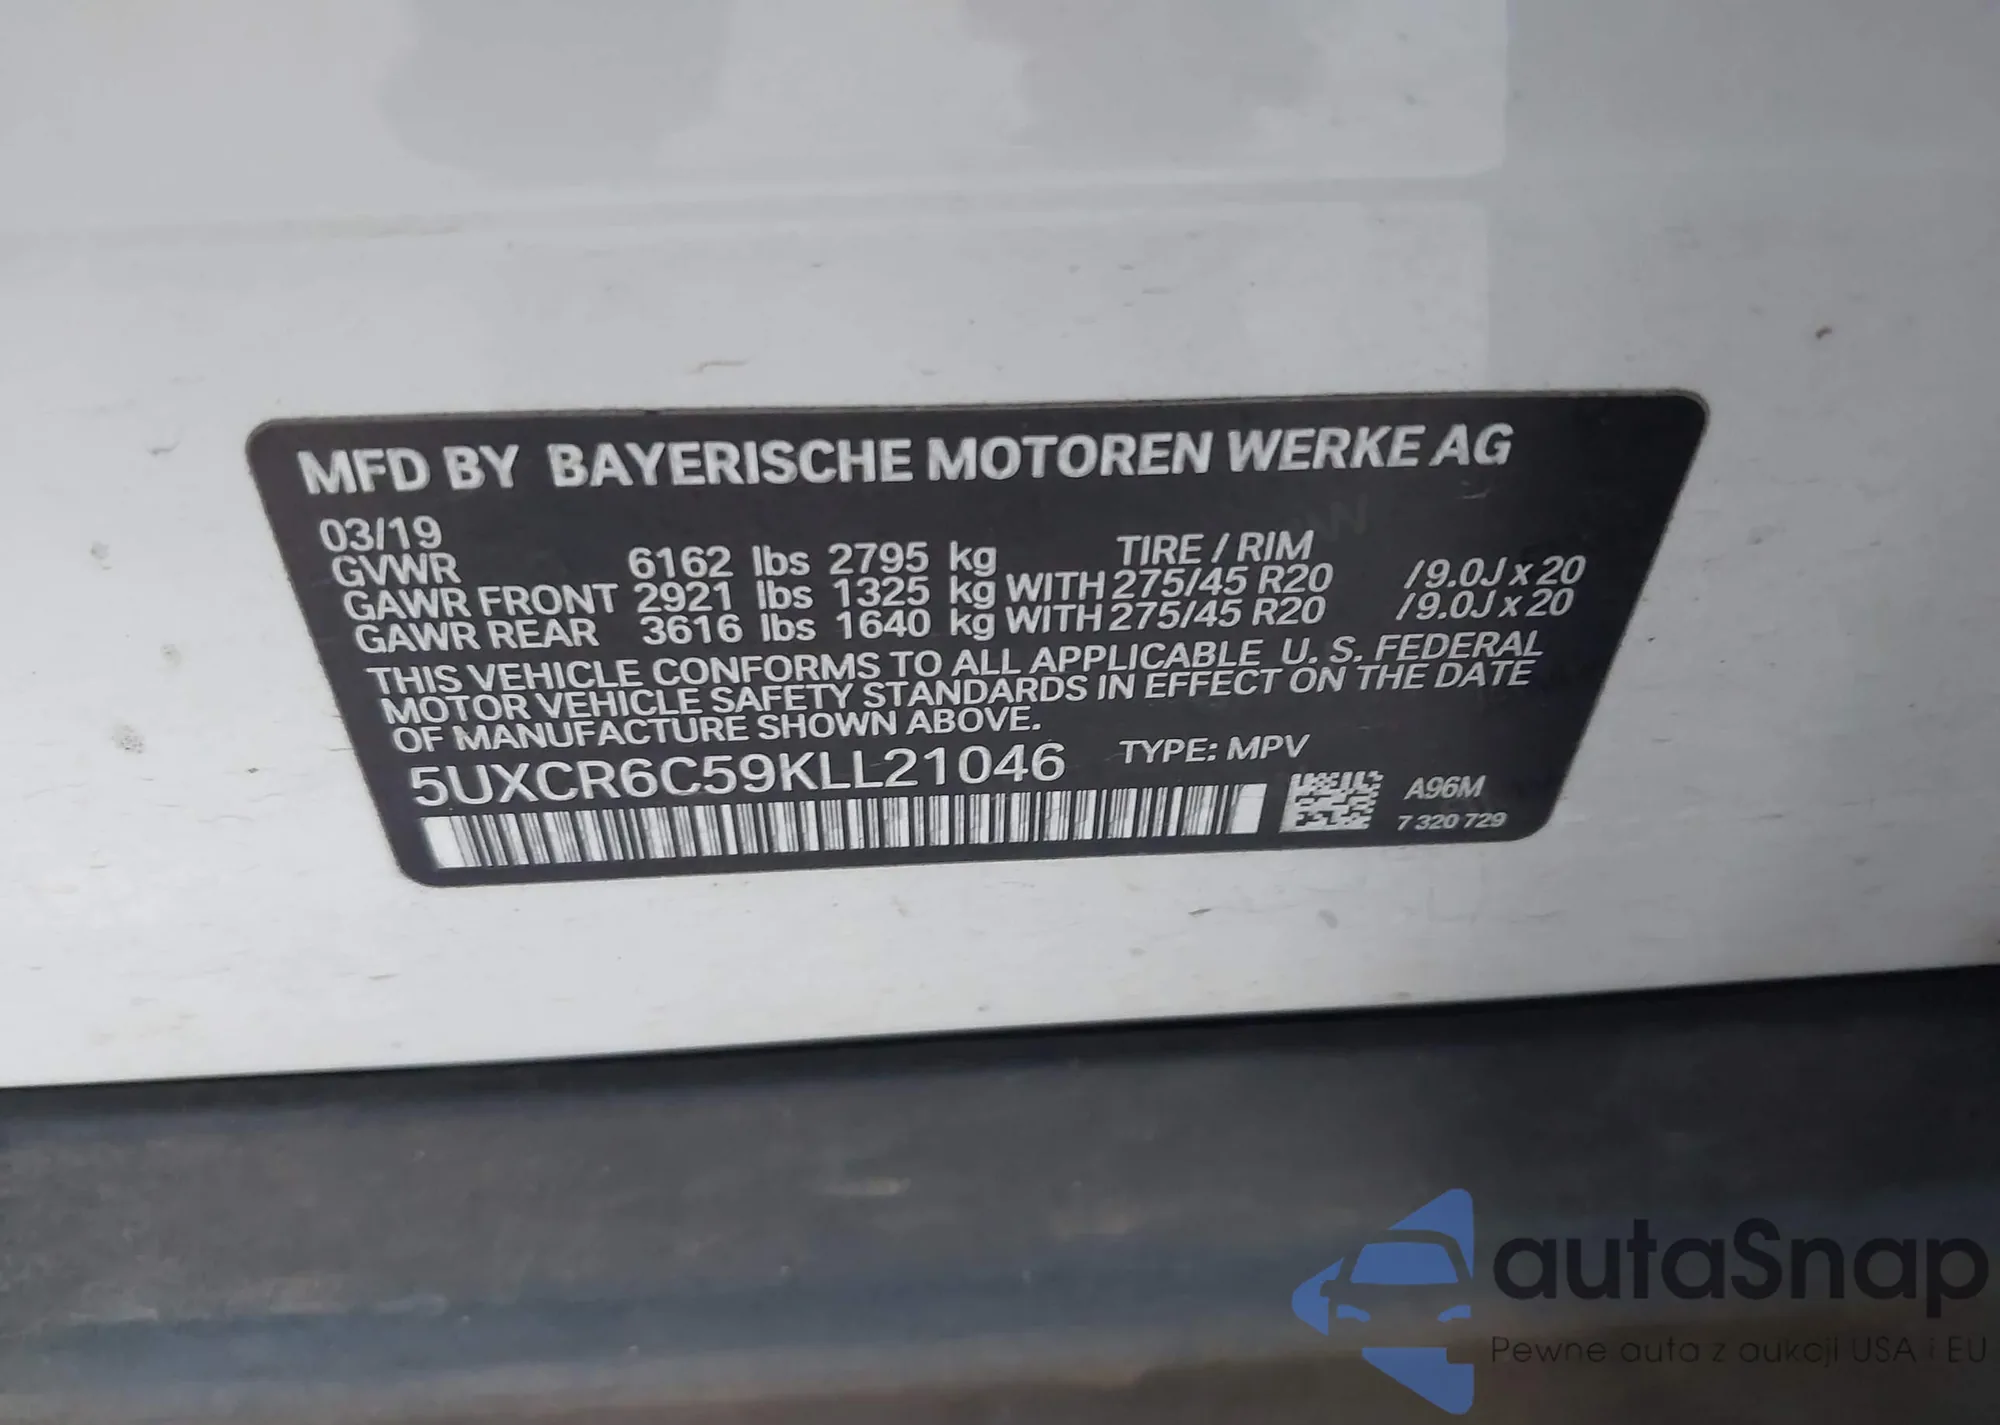 MFD BY BAYERISCHE MOTOREN WERKE AG
03/19
GVWR 6162 lbs 2795 kg TIRE / RIM
GAWR FRONT 2921 lbs 1325 kg WITH 275/45 R20 /9.0J x 20
GAWR REAR 3616 lbs 1640 kg WITH 275/45 R20 /9.0J x 20
THIS VEHICLE CONFORMS TO ALL APPLICABLE U. S. FEDERAL
MOTOR VEHICLE SAFETY STANDARDS IN EFFECT ON THE DATE
OF MANUFACTURE SHOWN ABOVE.
5UXCR6C59KLL21046 TYPE: MPV
A96M
7 320 729
autaSnap
Pewne auta z aukcji USA i EU